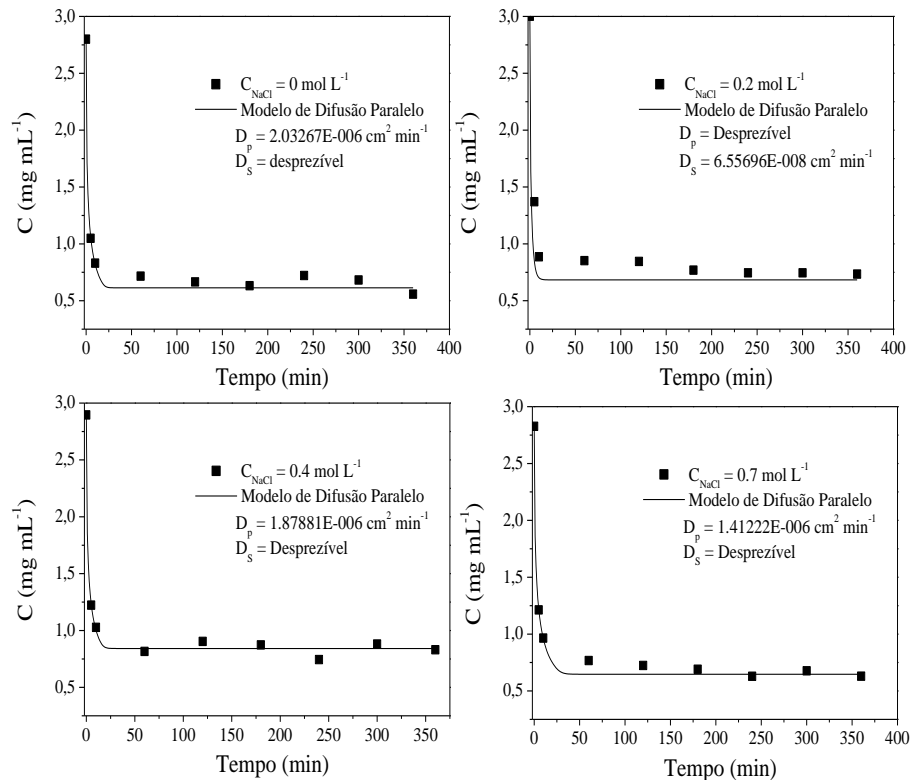 C (mg mL⁻¹)
3,0
2,5
2,0
1,5
1,0
0,5
C_NaCl = 0 mol L⁻¹
Modelo de Difusão Paralelo
D_p = 2.03267E-006 cm² min⁻¹
D_S = desprezível
0 50 100 150 200 250 300 350 400
Tempo (min)
C (mg mL⁻¹)
3,0
2,5
2,0
1,5
1,0
0,5
C_NaCl = 0.2 mol L⁻¹
Modelo de Difusão Paralelo
D_p = Desprezível
D_S = 6.55696E-008 cm² min⁻¹
0 50 100 150 200 250 300 350 400
Tempo (min)
C (mg mL⁻¹)
3,0
2,5
2,0
1,5
1,0
0,5
C_NaCl = 0.4 mol L⁻¹
Modelo de Difusão Paralelo
D_p = 1.87881E-006 cm² min⁻¹
D_S = Desprezível
0 50 100 150 200 250 300 350
Tempo (min)
C (mg mL⁻¹)
3,0
2,5
2,0
1,5
1,0
0,5
C_NaCl = 0.7 mol L⁻¹
Modelo de Difusão Paralelo
D_p = 1.41222E-006 cm² min⁻¹
D_S = Desprezível
0 50 100 150 200 250 300 350 400
Tempo (min)